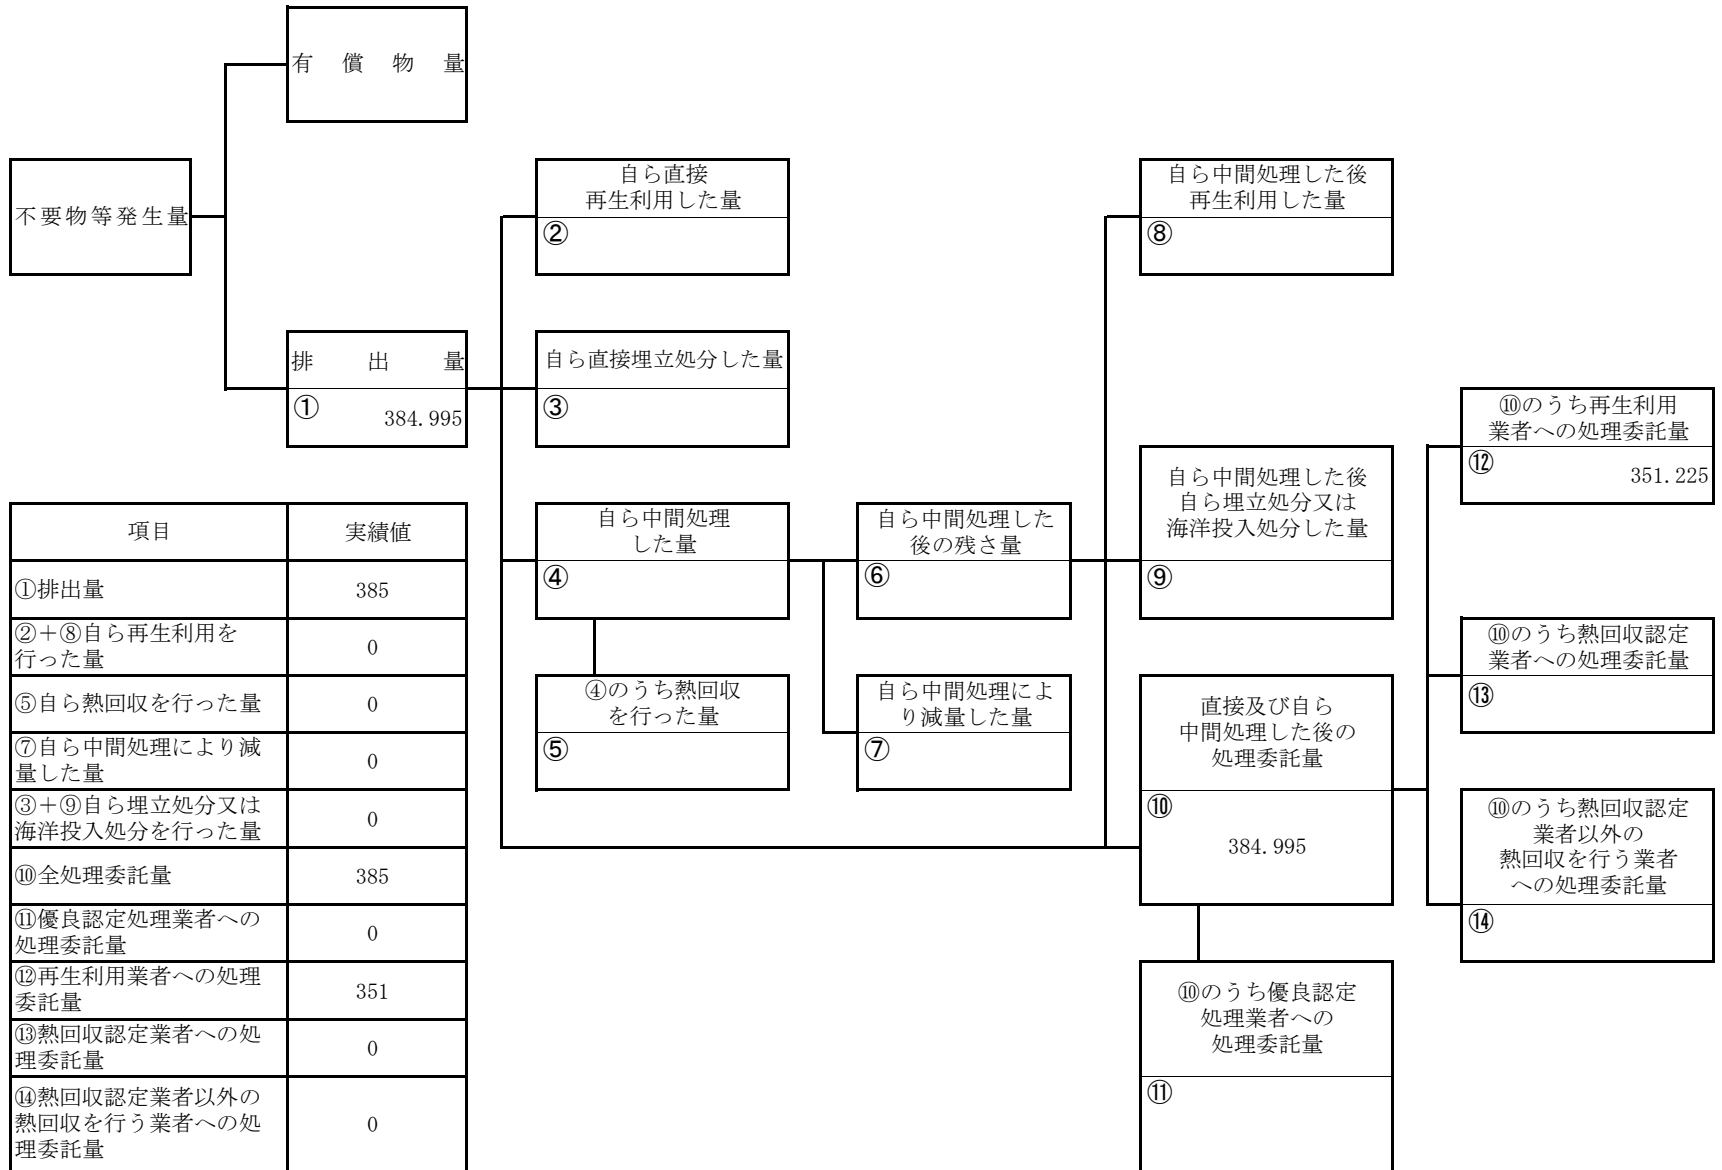 有償物量
不要物等発生量
自ら直接
再生利用した量
②
自ら中間処理した後
再生利用した量
⑧
排出量
① 384.995
自ら直接埋立処分した量
③
⑩のうち再生利用
業者への処理委託量
⑫ 351.225
自ら中間処理した後
自ら埋立処分又は
海洋投入処分した量
⑨
自ら中間処理
した量
④
自ら中間処理した
後の残さ量
⑥
⑩のうち熱回収認定
業者への処理委託量
⑬
④のうち熱回収
を行った量
⑤
自ら中間処理によ
り減量した量
⑦
直接及び自ら
中間処理した後の
処理委託量
⑩
384.995
⑩のうち熱回収認定
業者以外の
熱回収を行う業者
への処理委託量
⑭
⑩のうち優良認定
処理業者への
処理委託量
⑪
項目 実績値
①排出量 385
②＋⑧自ら再生利用を
行った量 0
⑤自ら熱回収を行った量 0
⑦自ら中間処理により減
量した量 0
③＋⑨自ら埋立処分又は
海洋投入処分を行った量 0
⑩全処理委託量 385
⑪優良認定処理業者への
処理委託量 0
⑫再生利用業者への処理
委託量 351
⑬熱回収認定業者への処
理委託量 0
⑭熱回収認定業者以外の
熱回収を行う業者への処
理委託量 0